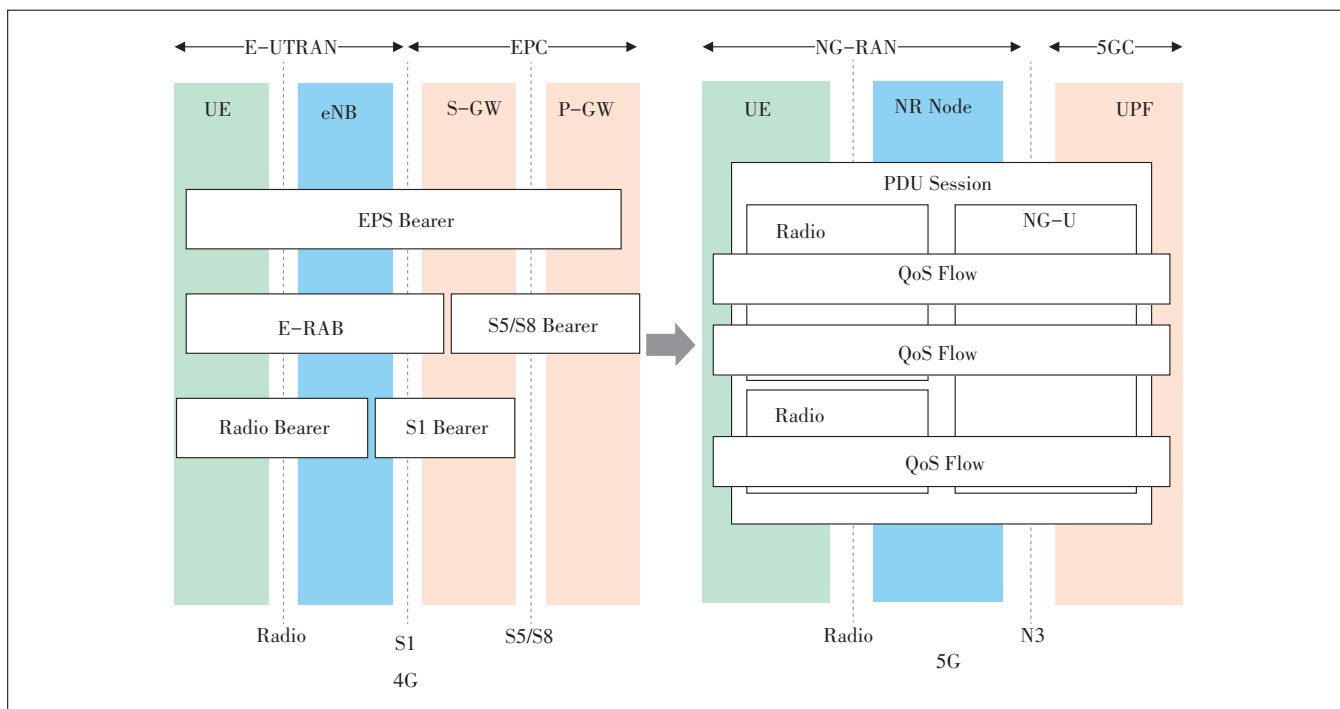 E-UTRAN
EPC
NG-RAN
5GC
UE
eNB
S-GW
P-GW
UE
NR Node
UPF
EPS Bearer
E-RAB
S5/S8 Bearer
Radio Bearer
S1 Bearer
PDU Session
Radio
NG-U
QoS Flow
QoS Flow
Radio
QoS Flow
Radio
S1
S5/S8
4G
Radio
N3
5G